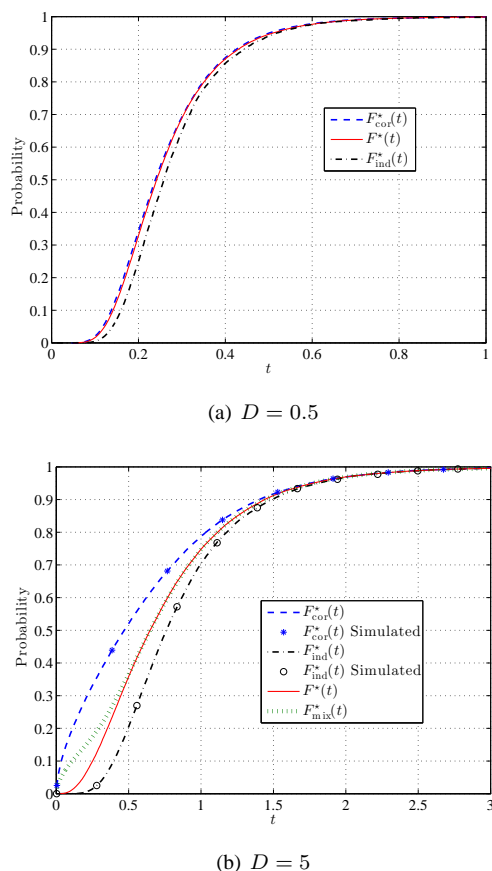 1
0.9
0.8
0.7
0.6
0.5
0.4
0.3
0.2
0.1
0
Probability
F*cor(t)
F*(t)
F*ind(t)
0 0.2 0.4 0.6 0.8 1
t
(a) D = 0.5
1
0.9
0.8
0.7
0.6
0.5
0.4
0.3
0.2
0.1
0
Probability
F*cor(t)
F*cor(t) Simulated
F*ind(t)
F*ind(t) Simulated
F*(t)
F*mix(t)
0 0.5 1 1.5 2 2.5 3
t
(b) D = 5